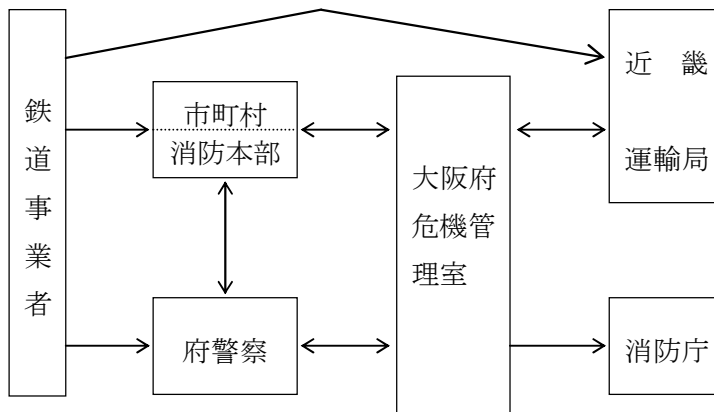 鉄道事業者
市町村
消防本部
府警察
大阪府
危機管
理室
近　畿
運輸局
消防庁